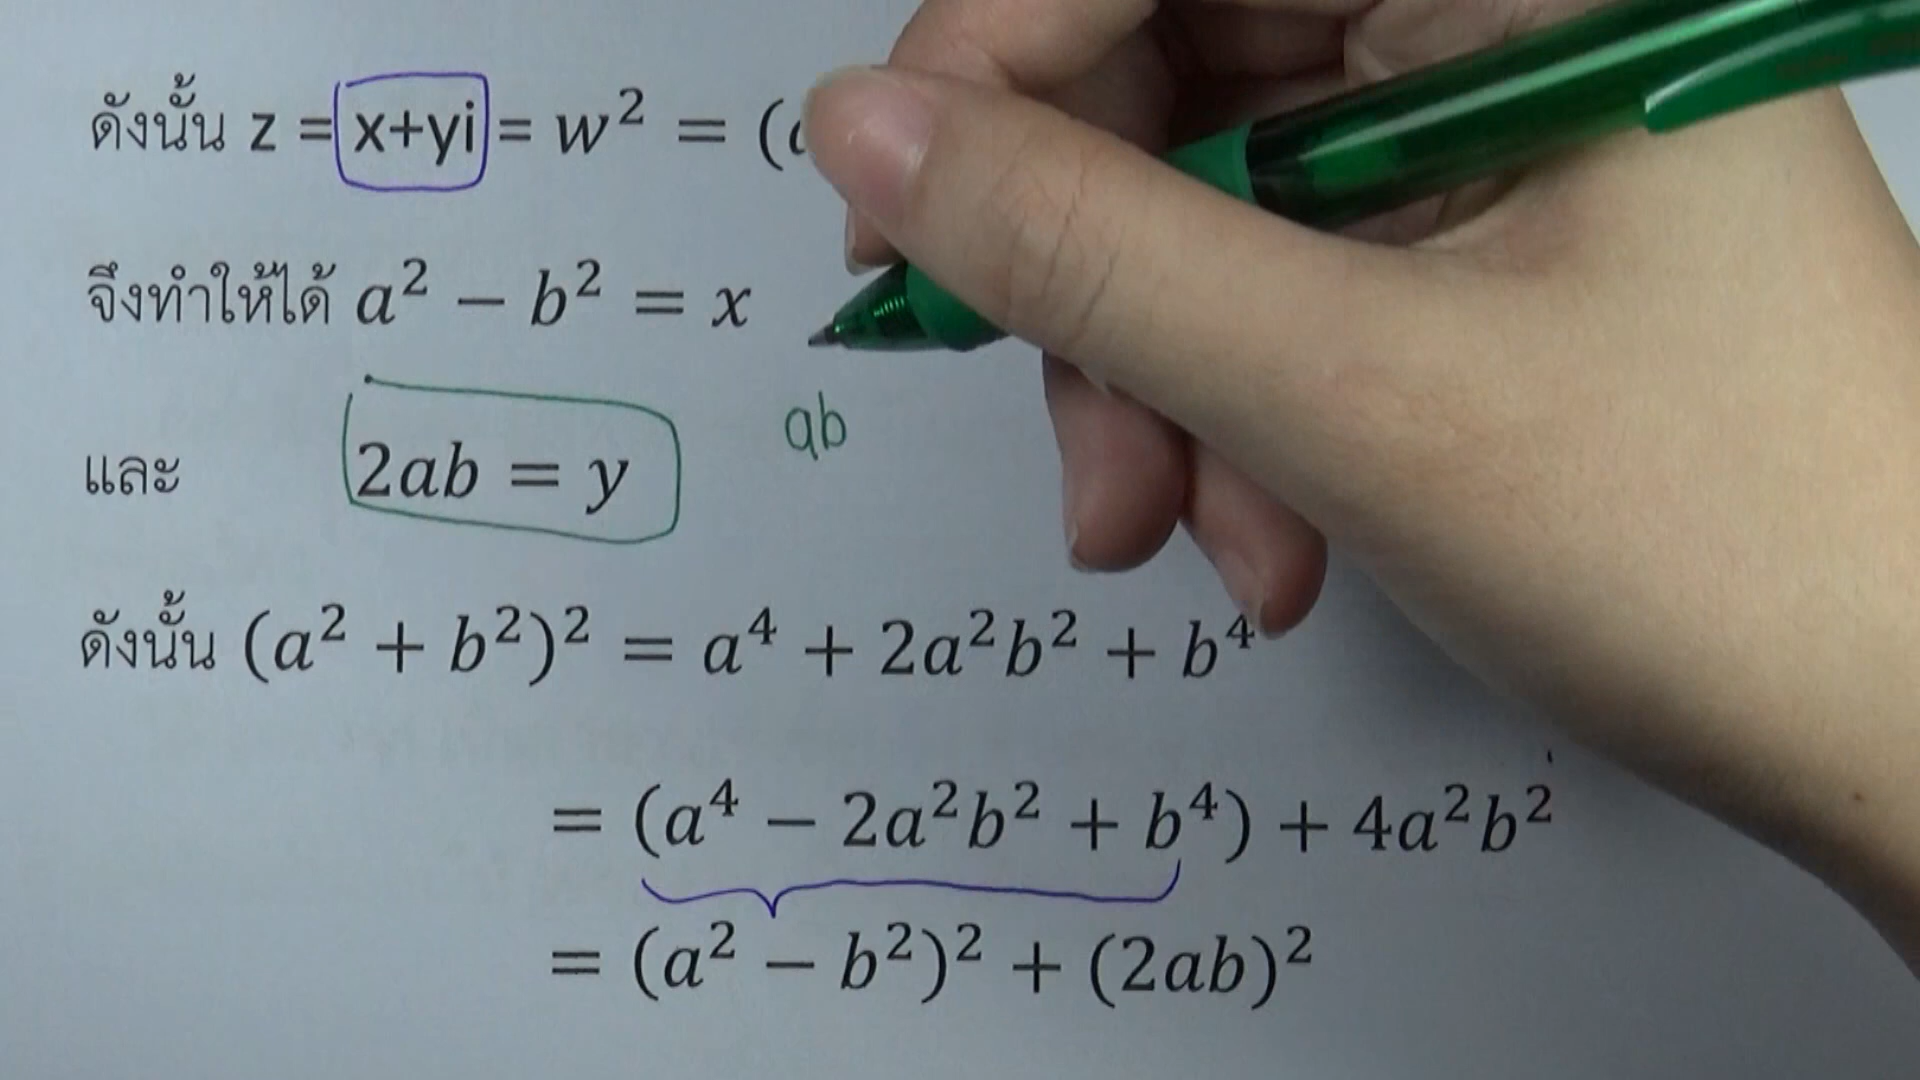 ดังนั้น z = x+yi = w² = (
จึงทำให้ได้ a² − b² = x
ab
และ 2ab = y
ดังนั้น (a² + b²)² = a⁴ + 2a²b² + b⁴
= (a⁴ − 2a²b² + b⁴) + 4a²b²
= (a² − b²)² + (2ab)²